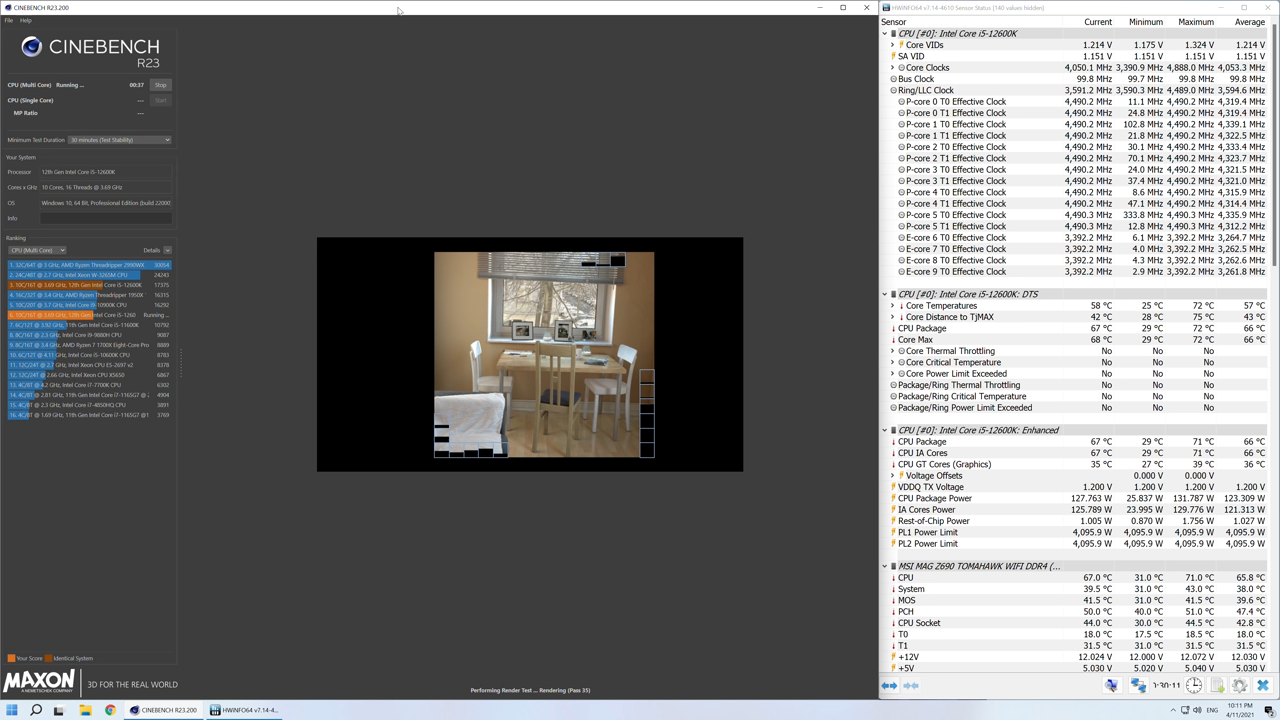 CINEBENCH R23.200
File Help
CINEBENCH
R23
CPU (Multi Core) Running ... 00:37 Stop
CPU (Single Core) --- Start
MP Ratio ---
Minimum Test Duration 30 minutes (Test Stability)
Your System
Processor 12th Gen Intel Core i5-12600K
Cores x GHz 10 Cores, 16 Threads @ 3.69 GHz
OS Windows 10, 64 Bit, Professional Edition (build 22000)
Info
Ranking
CPU (Multi Core) Details
1. 32C/64T @ 3 GHz, AMD Ryzen Threadripper 2990WX 30054
2. 24C/48T @ 2.7 GHz, Intel Xeon W-3265M CPU 24243
3. 10C/16T @ 3.69 GHz, 12th Gen Intel Core i5-12600K 17375
4. 16C/32T @ 3.4 GHz, AMD Ryzen Threadripper 1950X 16315
5. 10C/20T @ 3.7 GHz, Intel Core i9-10900K CPU 16292
6. 10C/16T @ 3.69 GHz, 12th Gen Intel Core i5-1260 Running...
7. 6C/12T @ 3.92 GHz, 11th Gen Intel Core i5-11600K 10792
8. 8C/16T @ 2.3 GHz, Intel Core i9-9880H CPU 9087
9. 8C/16T @ 3.4 GHz, AMD Ryzen 7 1700X Eight-Core Pro 8889
10. 6C/12T @ 4.11 GHz, Intel Core i5-10600K CPU 8783
11. 12C/24T @ 2.7 GHz, Intel Xeon CPU E5-2697 v2 8378
12. 12C/24T @ 2.66 GHz, Intel Xeon CPU X5650 6867
13. 4C/8T @ 4.2 GHz, Intel Core i7-7700K CPU 6302
14. 4C/8T @ 2.81 GHz, 11th Gen Intel Core i7-1165G7 @ 4904
15. 4C/8T @ 2.3 GHz, Intel Core i7-4850HQ CPU 3891
16. 4C/8T @ 1.69 GHz, 11th Gen Intel Core i7-1165G7 @1 3769
Your Score Identical System
MAXON
A NEMETSCHEK COMPANY
3D FOR THE REAL WORLD
Performing Render Test ... Rendering (Pass 35)
HWiNFO64 v7.14-4610 Sensor Status [140 values hidden]
Sensor Current Minimum Maximum Average
CPU [#0]: Intel Core i5-12600K
Core VIDs 1.214 V 1.175 V 1.324 V 1.214 V
SA VID 1.151 V 1.151 V 1.151 V 1.151 V
Core Clocks 4,050.1 MHz 3,390.9 MHz 4,888.0 MHz 4,053.3 MHz
Bus Clock 99.8 MHz 99.7 MHz 99.8 MHz 99.8 MHz
Ring/LLC Clock 3,591.2 MHz 3,590.3 MHz 4,489.0 MHz 3,594.6 MHz
P-core 0 T0 Effective Clock 4,490.2 MHz 11.1 MHz 4,490.2 MHz 4,319.4 MHz
P-core 0 T1 Effective Clock 4,490.2 MHz 24.8 MHz 4,490.2 MHz 4,319.4 MHz
P-core 1 T0 Effective Clock 4,490.2 MHz 102.8 MHz 4,490.2 MHz 4,339.1 MHz
P-core 1 T1 Effective Clock 4,490.2 MHz 21.8 MHz 4,490.2 MHz 4,322.5 MHz
P-core 2 T0 Effective Clock 4,490.2 MHz 30.1 MHz 4,490.2 MHz 4,333.4 MHz
P-core 2 T1 Effective Clock 4,490.2 MHz 70.1 MHz 4,490.2 MHz 4,323.7 MHz
P-core 3 T0 Effective Clock 4,490.2 MHz 24.0 MHz 4,490.2 MHz 4,314.4 MHz
P-core 3 T1 Effective Clock 4,490.2 MHz 37.4 MHz 4,490.2 MHz 4,321.0 MHz
P-core 4 T0 Effective Clock 4,490.2 MHz 8.6 MHz 4,490.2 MHz 4,315.9 MHz
P-core 4 T1 Effective Clock 4,490.2 MHz 47.1 MHz 4,490.2 MHz 4,314.4 MHz
P-core 5 T0 Effective Clock 4,490.3 MHz 333.8 MHz 4,490.3 MHz 4,332.2 MHz
P-core 5 T1 Effective Clock 4,490.3 MHz 12.8 MHz 4,490.3 MHz 4,314.4 MHz
E-core 6 T0 Effective Clock 3,392.2 MHz 6.1 MHz 3,392.2 MHz 3,264.7 MHz
E-core 7 T0 Effective Clock 3,392.2 MHz 4.0 MHz 3,392.2 MHz 3,262.5 MHz
E-core 8 T0 Effective Clock 3,392.2 MHz 4.3 MHz 3,392.2 MHz 3,262.6 MHz
E-core 9 T0 Effective Clock 3,392.2 MHz 2.9 MHz 3,392.2 MHz 3,261.8 MHz
CPU [#0]: Intel Core i5-12600K: DTS
Core Temperatures 58 °C 25 °C 72 °C 57 °C
Core Distance to TjMAX 42 °C 28 °C 75 °C 43 °C
CPU Package 67 °C 29 °C 72 °C 67 °C
Core Max 68 °C 29 °C 72 °C 67 °C
Core Thermal Throttling No No No
Core Critical Temperature No No No
Core Power Limit Exceeded No No No
Package/Ring Thermal Throttling No No No
Package/Ring Critical Temperature No No No
Package/Ring Power Limit Exceeded No No No
CPU [#0]: Intel Core i5-12600K: Enhanced
CPU Package 67 °C 29 °C 71 °C 66 °C
CPU IA Cores 67 °C 29 °C 71 °C 66 °C
CPU GT Cores (Graphics) 35 °C 27 °C 39 °C 36 °C
Voltage Offsets 0.000 V 0.000 V
VDDQ TX Voltage 1.200 V 1.200 V 1.200 V 1.200 V
CPU Package Power 127.763 W 25.837 W 131.787 W 123.309 W
IA Cores Power 125.789 W 23.995 W 129.776 W 121.313 W
Rest-of-Chip Power 1.005 W 0.870 W 1.756 W 1.027 W
PL1 Power Limit 4,095.9 W 4,095.9 W 4,095.9 W 4,095.9 W
PL2 Power Limit 4,095.9 W 4,095.9 W 4,095.9 W 4,095.9 W
MSI MAG Z690 TOMAHAWK WIFI DDR4 (...
CPU 67.0 °C 31.0 °C 71.0 °C 65.8 °C
System 39.5 °C 31.0 °C 43.0 °C 38.0 °C
MOS 41.5 °C 31.0 °C 41.5 °C 39.6 °C
PCH 50.0 °C 40.0 °C 51.0 °C 47.4 °C
CPU Socket 44.0 °C 30.0 °C 44.5 °C 42.8 °C
T0 18.0 °C 17.5 °C 18.5 °C 18.0 °C
T1 31.5 °C 31.0 °C 31.5 °C 31.5 °C
+12V 12.024 V 12.000 V 12.072 V 12.030 V
+5V 5.030 V 5.020 V 5.040 V 5.030 V
CINEBENCH R23.200
HWiNFO64 v7.14-4...
ENG
10:11 PM
4/11/2021